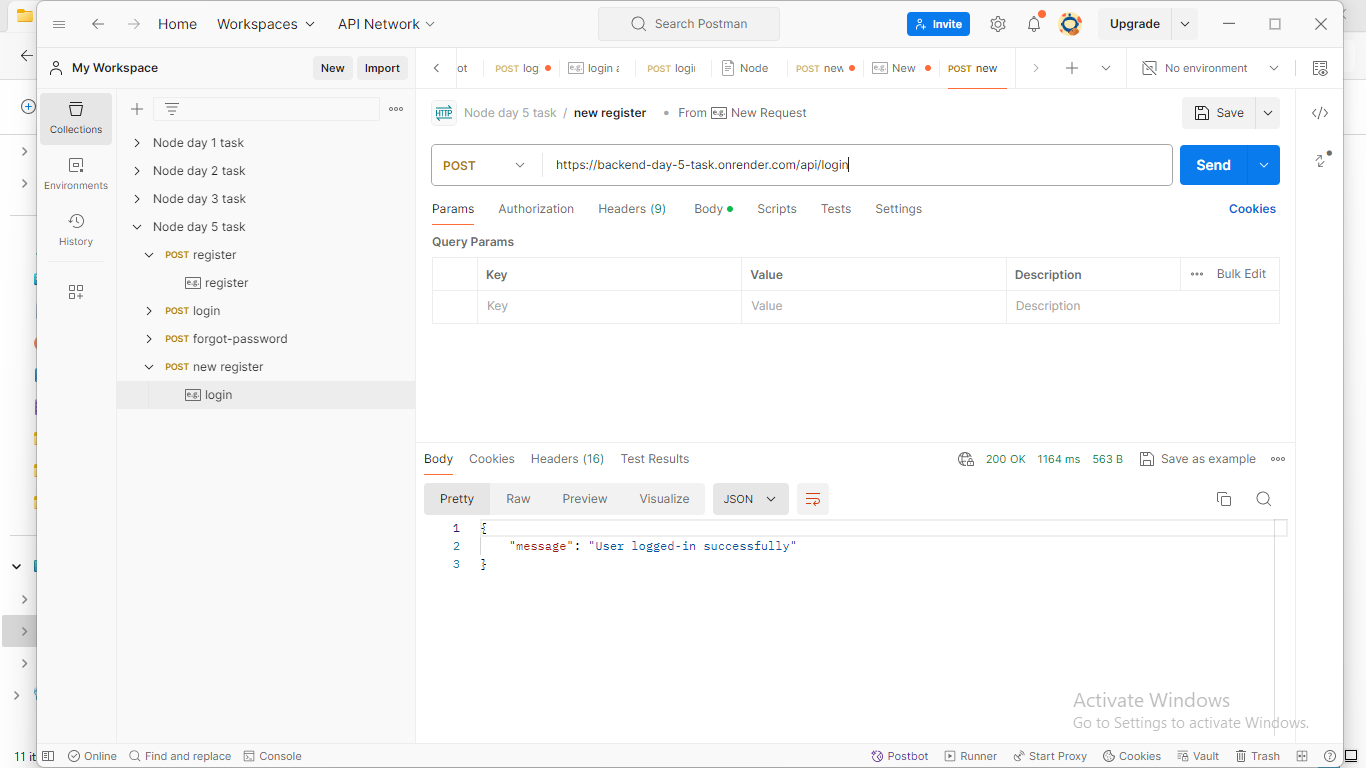 Home Workspaces API Network Search Postman Invite Upgrade
My Workspace New Import ot POST log login a POST logi Node POST new New POST new No environment
Collections
Environments
History
Node day 1 task
Node day 2 task
Node day 3 task
Node day 5 task
POST register
e.g. register
POST login
POST forgot-password
POST new register
e.g. login
HTTP Node day 5 task / new register • From e.g. New Request Save
POST https://backend-day-5-task.onrender.com/api/login Send
Params Authorization Headers (9) Body Scripts Tests Settings Cookies
Query Params
Key Value Description Bulk Edit
Key Value Description
Body Cookies Headers (16) Test Results 200 OK 1164 ms 563 B Save as example
Pretty Raw Preview Visualize JSON
1 {
2 "message": "User logged-in successfully"
3 }
Activate Windows
Go to Settings to activate Windows.
11 it Online Find and replace Console Postbot Runner Start Proxy Cookies Vault Trash